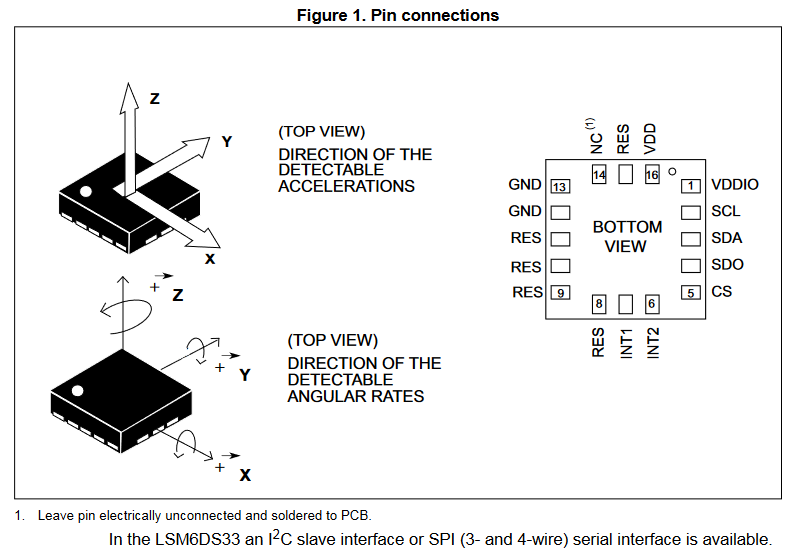 Figure 1. Pin connections
Z
Y
X
(TOP VIEW)
DIRECTION OF THE
DETECTABLE
ACCELERATIONS
+
Z
+
Y
+
X
(TOP VIEW)
DIRECTION OF THE
DETECTABLE
ANGULAR RATES
NC (1)
RES
VDD
14
16
GND 13
GND
RES
RES
RES 9
BOTTOM
VIEW
1 VDDIO
SCL
SDA
SDO
5 CS
8
6
RES
INT1
INT2
1. Leave pin electrically unconnected and soldered to PCB.
In the LSM6DS33 an I²C slave interface or SPI (3- and 4-wire) serial interface is available.